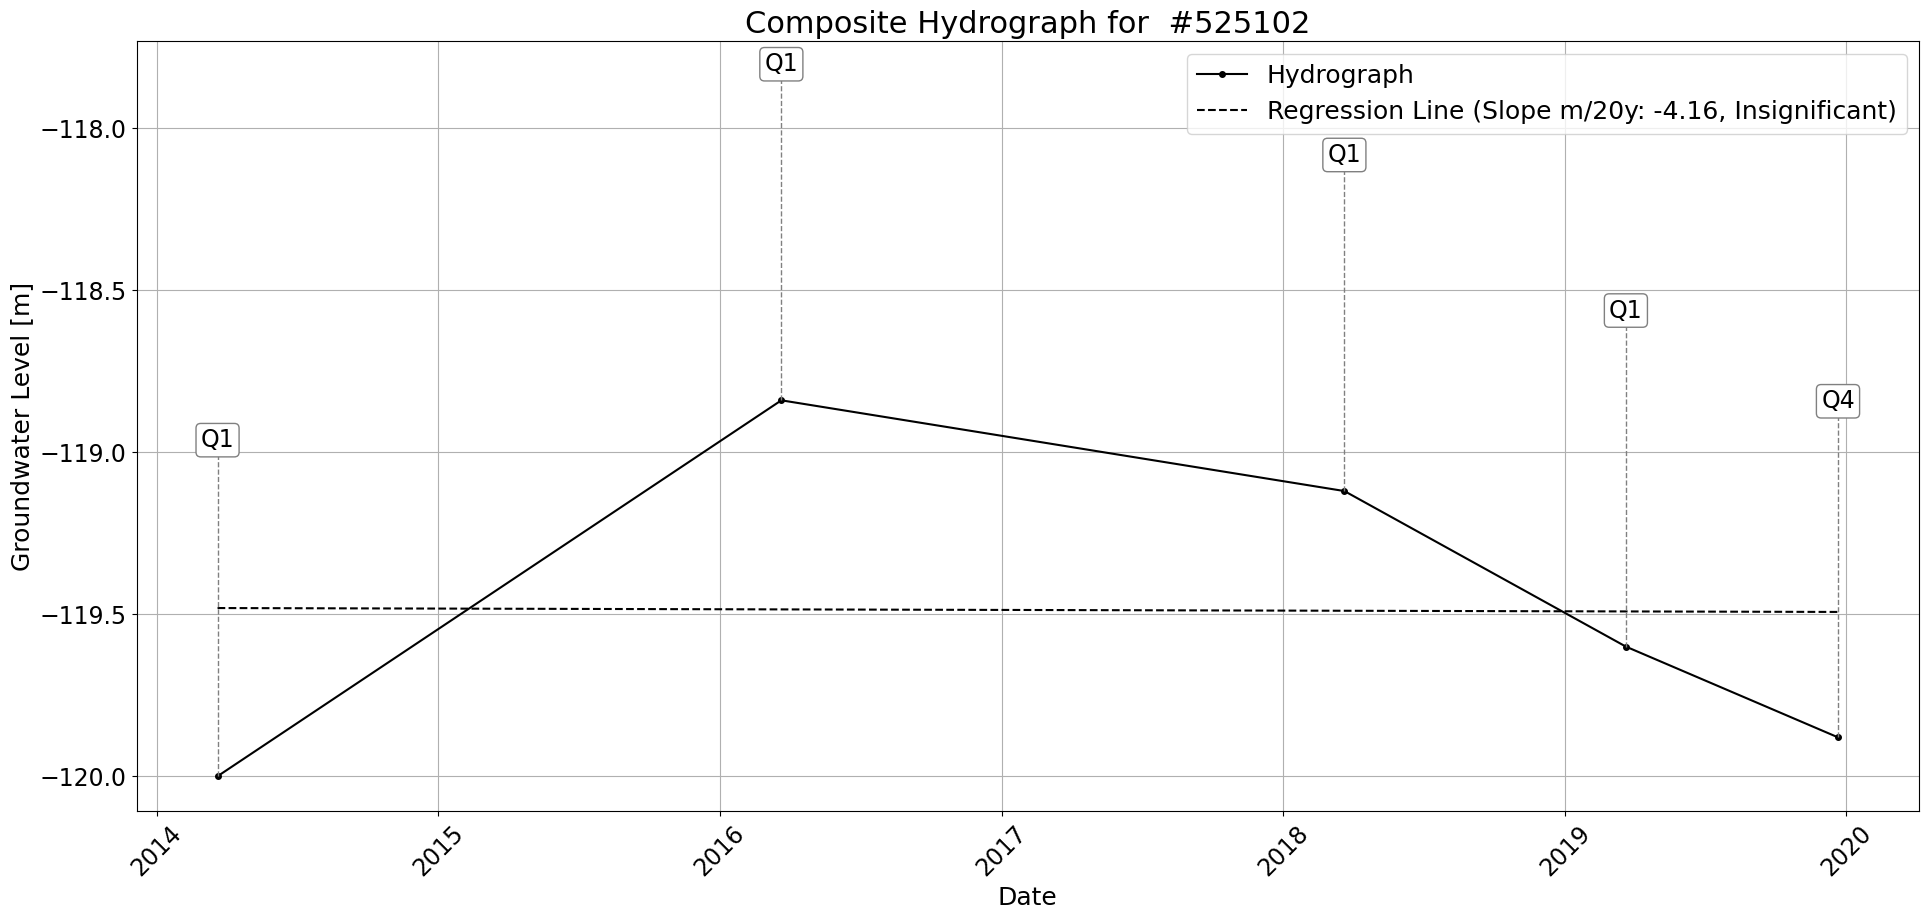 Composite Hydrograph for  #525102
Hydrograph
Regression Line (Slope m/20y: -4.16, Insignificant)
Q1
Q1
Q1
Q1
Q4
Groundwater Level [m]
−118.0
−118.5
−119.0
−119.5
−120.0
2014
2015
2016
2017
2018
2019
2020
Date